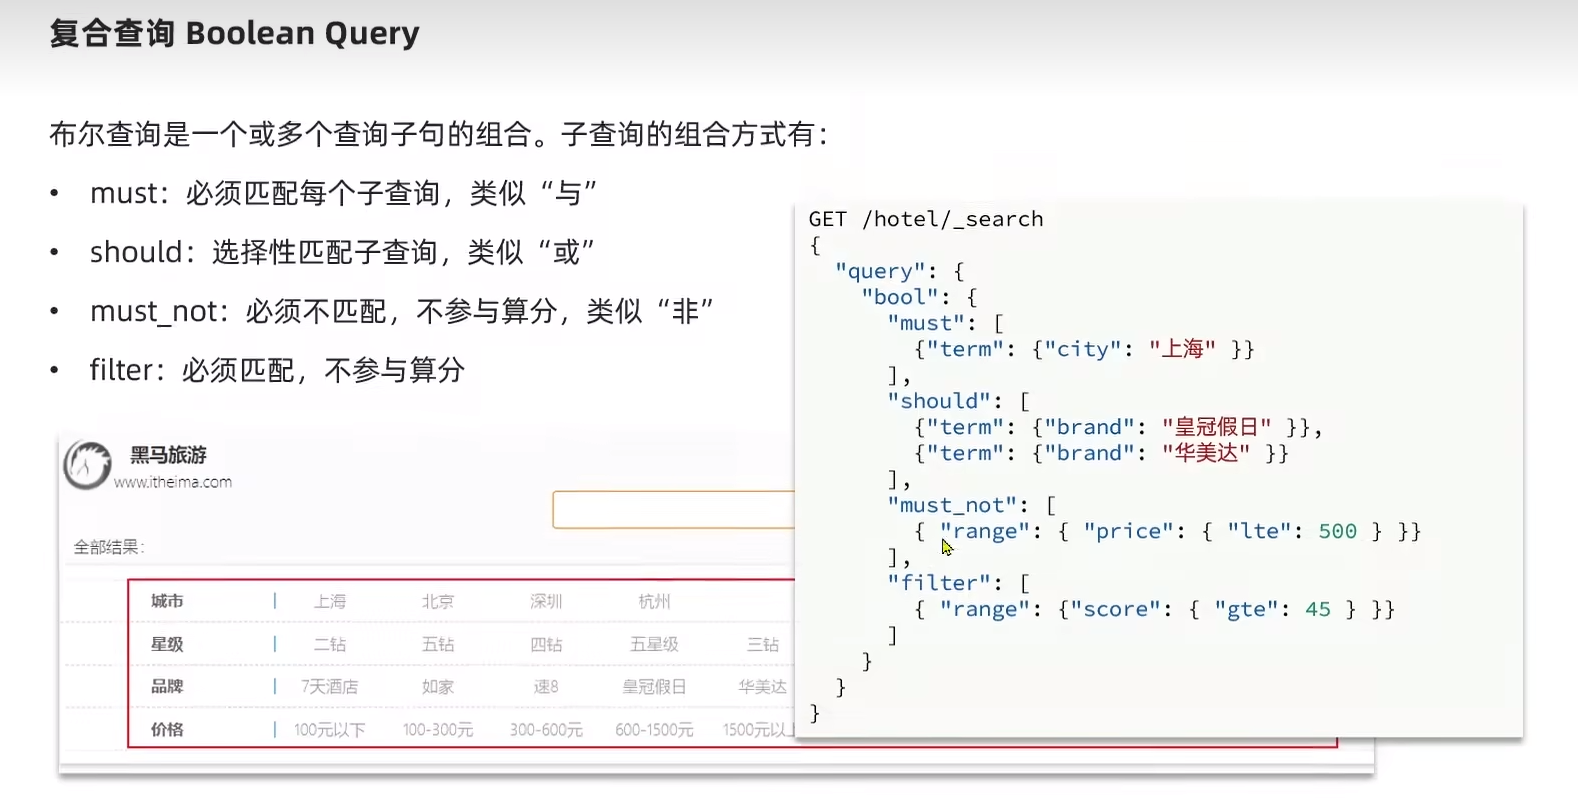 复合查询 Boolean Query
布尔查询是一个或多个查询子句的组合。子查询的组合方式有：
• must：必须匹配每个子查询，类似“与”
• should：选择性匹配子查询，类似“或”
• must_not：必须不匹配，不参与算分，类似“非”
• filter：必须匹配，不参与算分
黑马旅游
www.itheima.com
全部结果：
城市 | 上海 北京 深圳 杭州
星级 | 二钻 五钻 四钻 五星级 三钻
品牌 | 7天酒店 如家 速8 皇冠假日 华美达
价格 | 100元以下 100-300元 300-600元 600-1500元 1500元以
GET /hotel/_search
{
  "query": {
    "bool": {
      "must": [
        {"term": {"city": "上海" }}
      ],
      "should": [
        {"term": {"brand": "皇冠假日" }},
        {"term": {"brand": "华美达" }}
      ],
      "must_not": [
        { "range": { "price": { "lte": 500 } }}
      ],
      "filter": [
        { "range": {"score": { "gte": 45 } }}
      ]
    }
  }
}